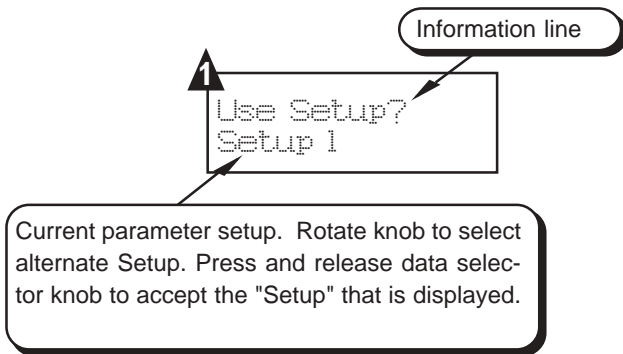 Information line
1
Use Setup?
Setup 1
Current parameter setup. Rotate knob to select
alternate Setup. Press and release data selec-
tor knob to accept the "Setup" that is displayed.